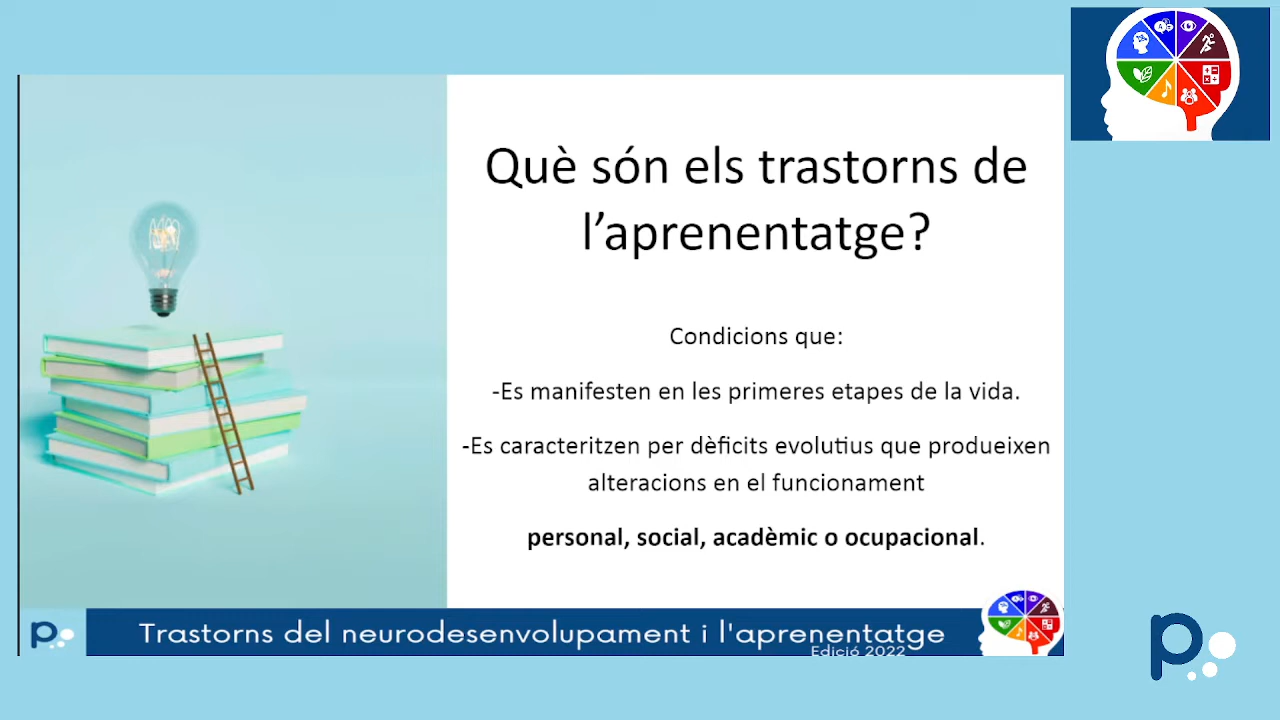 Què són els trastorns de
l’aprenentatge?
Condicions que:
-Es manifesten en les primeres etapes de la vida.
-Es caracteritzen per dèficits evolutius que produeixen
alteracions en el funcionament
personal, social, acadèmic o ocupacional.
p
Trastorns del neurodesenvolupament i l'aprenentatge
Edició 2022
p